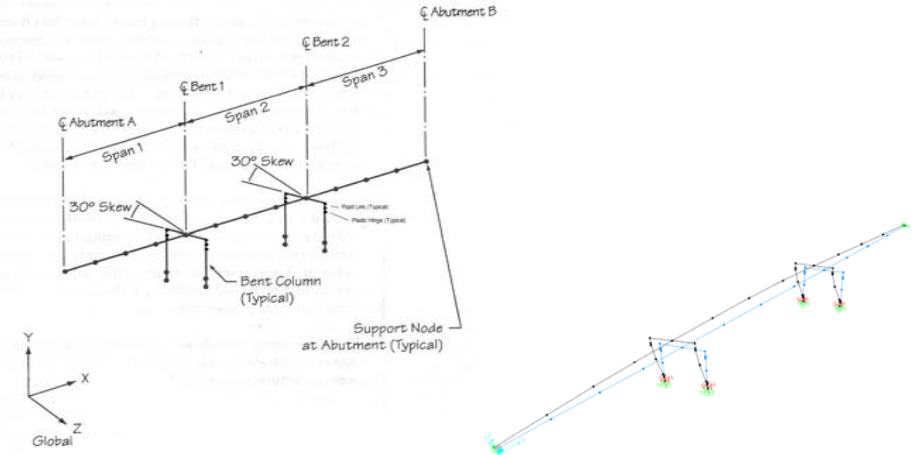 ℄ Abutment B
℄ Bent 2
℄ Bent 1
Span 3
Span 2
℄ Abutment A
Span 1
30° Skew
30° Skew
Rigid Link (Typical)
Plastic Hinge (Typical)
Bent Column
(Typical)
Support Node
at Abutment (Typical)
Y
X
Z
Global